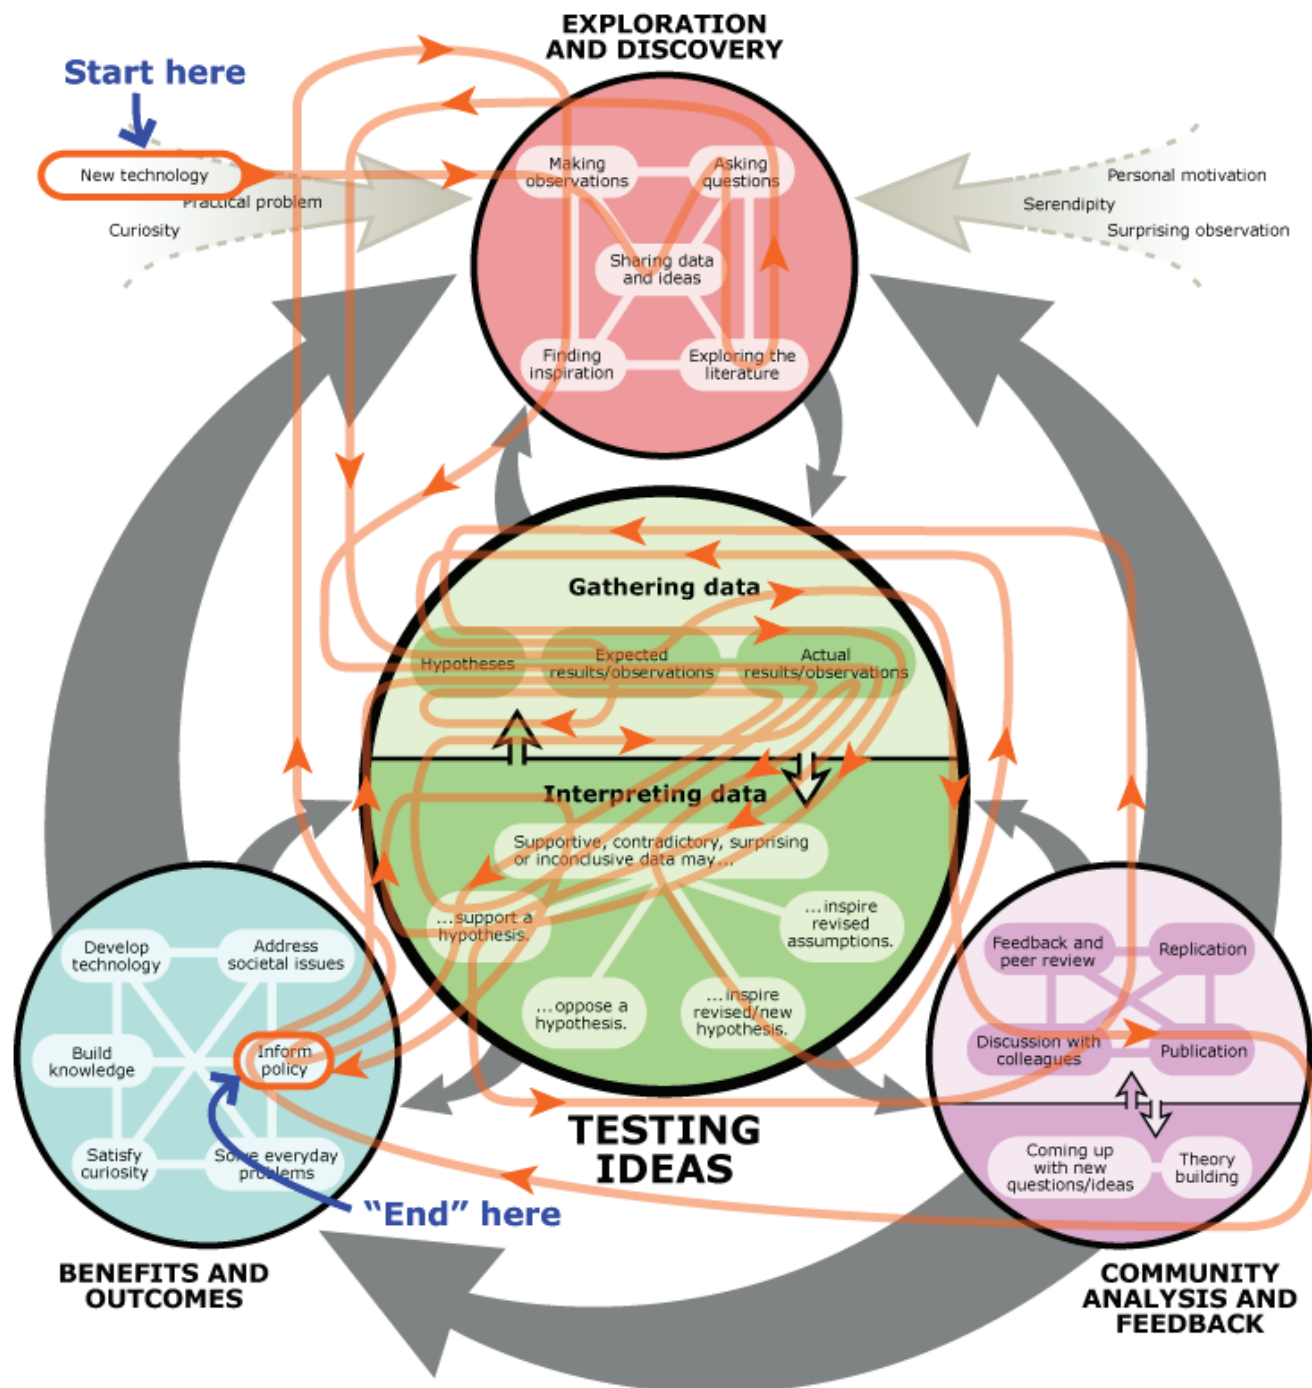 EXPLORATION
AND DISCOVERY
Start here
New technology
Practical problem
Curiosity
Making
observations
Asking
questions
Sharing data
and ideas
Finding
inspiration
Exploring the
literature
Personal motivation
Serendipity
Surprising observation
Gathering data
Hypotheses
Expected
results/observations
Actual
results/observations
Interpreting data
Supportive, contradictory, surprising
or inconclusive data may...
...support a
hypothesis.
...oppose a
hypothesis.
...inspire
revised/new
hypothesis.
...inspire
revised
assumptions.
TESTING
IDEAS
Develop
technology
Address
societal issues
Build
knowledge
Inform
policy
Satisfy
curiosity
Solve everyday
problems
"End" here
BENEFITS AND
OUTCOMES
Feedback and
peer review
Replication
Discussion with
colleagues
Publication
Coming up
with new
questions/ideas
Theory
building
COMMUNITY
ANALYSIS AND
FEEDBACK